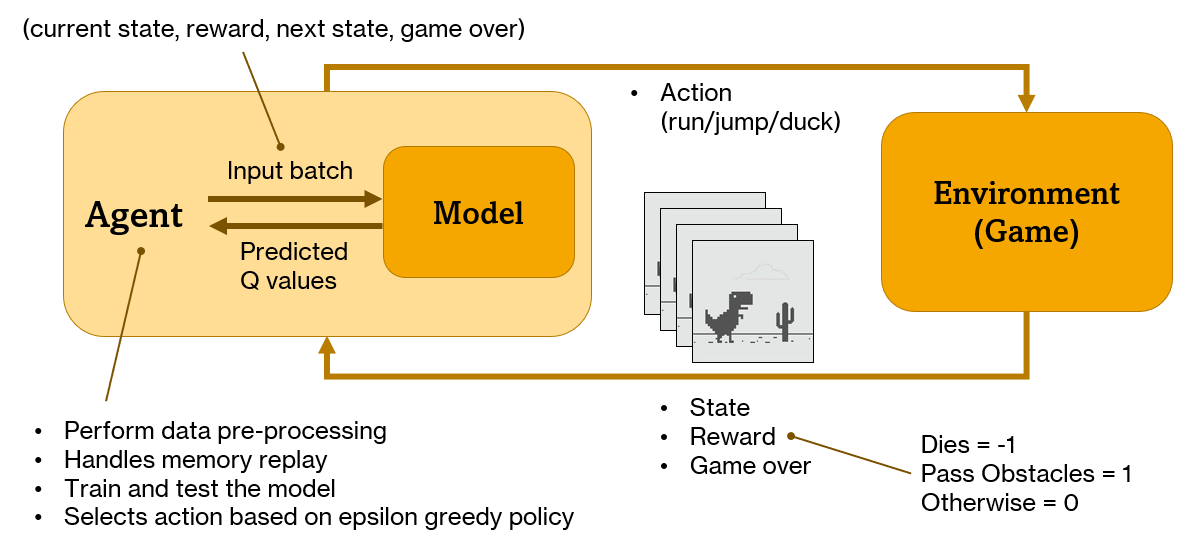 (current state, reward, next state, game over)
Input batch
Agent
Model
Predicted
Q values
• Action
(run/jump/duck)
Environment
(Game)
• Perform data pre-processing
• Handles memory replay
• Train and test the model
• Selects action based on epsilon greedy policy
• State
• Reward
• Game over
Dies = -1
Pass Obstacles = 1
Otherwise = 0